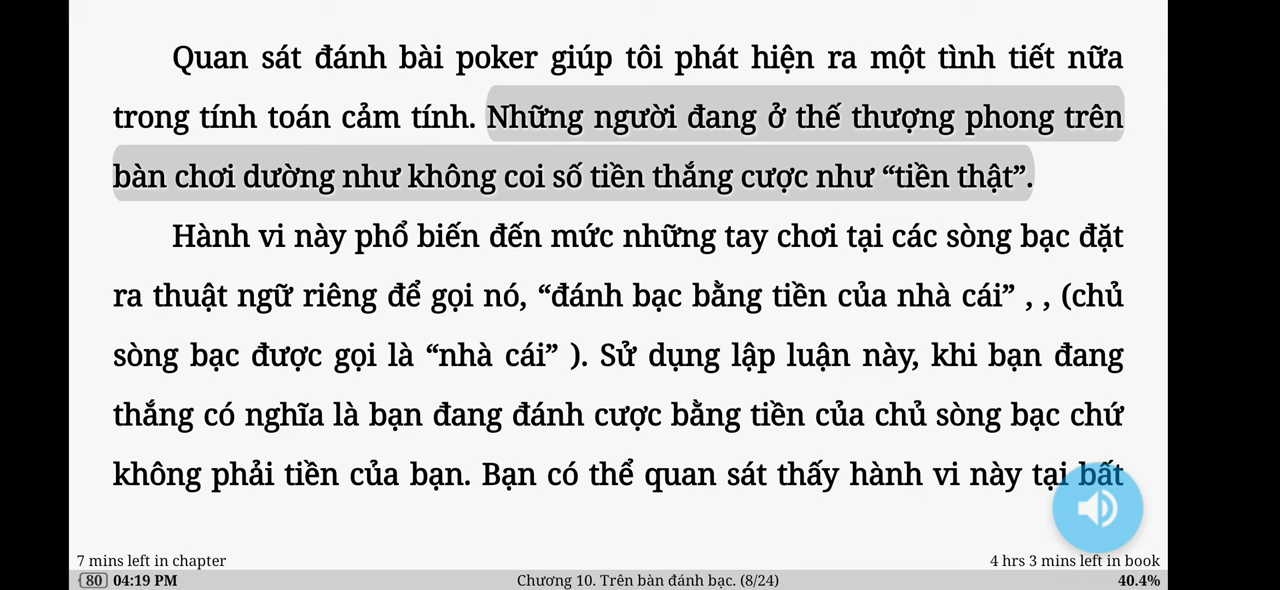 Quan sát đánh bài poker giúp tôi phát hiện ra một tình tiết nữa
trong tính toán cảm tính. Những người đang ở thế thượng phong trên
bàn chơi dường như không coi số tiền thắng cược như “tiền thật”.
Hành vi này phổ biến đến mức những tay chơi tại các sòng bạc đặt
ra thuật ngữ riêng để gọi nó, “đánh bạc bằng tiền của nhà cái” , , (chủ
sòng bạc được gọi là “nhà cái” ). Sử dụng lập luận này, khi bạn đang
thắng có nghĩa là bạn đang đánh cược bằng tiền của chủ sòng bạc chứ
không phải tiền của bạn. Bạn có thể quan sát thấy hành vi này tại bất
7 mins left in chapter
4 hrs 3 mins left in book
80 04:19 PM
Chương 10. Trên bàn đánh bạc. (8/24)
40.4%